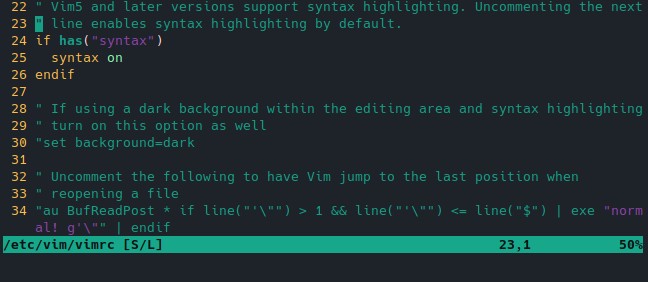 22 " Vim5 and later versions support syntax highlighting. Uncommenting the next
23 " line enables syntax highlighting by default.
24 if has("syntax")
25   syntax on
26 endif
27
28 " If using a dark background within the editing area and syntax highlighting
29 " turn on this option as well
30 "set background=dark
31
32 " Uncomment the following to have Vim jump to the last position when
33 " reopening a file
34 "au BufReadPost * if line("'\"") > 1 && line("'\"") <= line("$") | exe "norm
al! g'\"" | endif
/etc/vim/vimrc [S/L] 23,1 50%